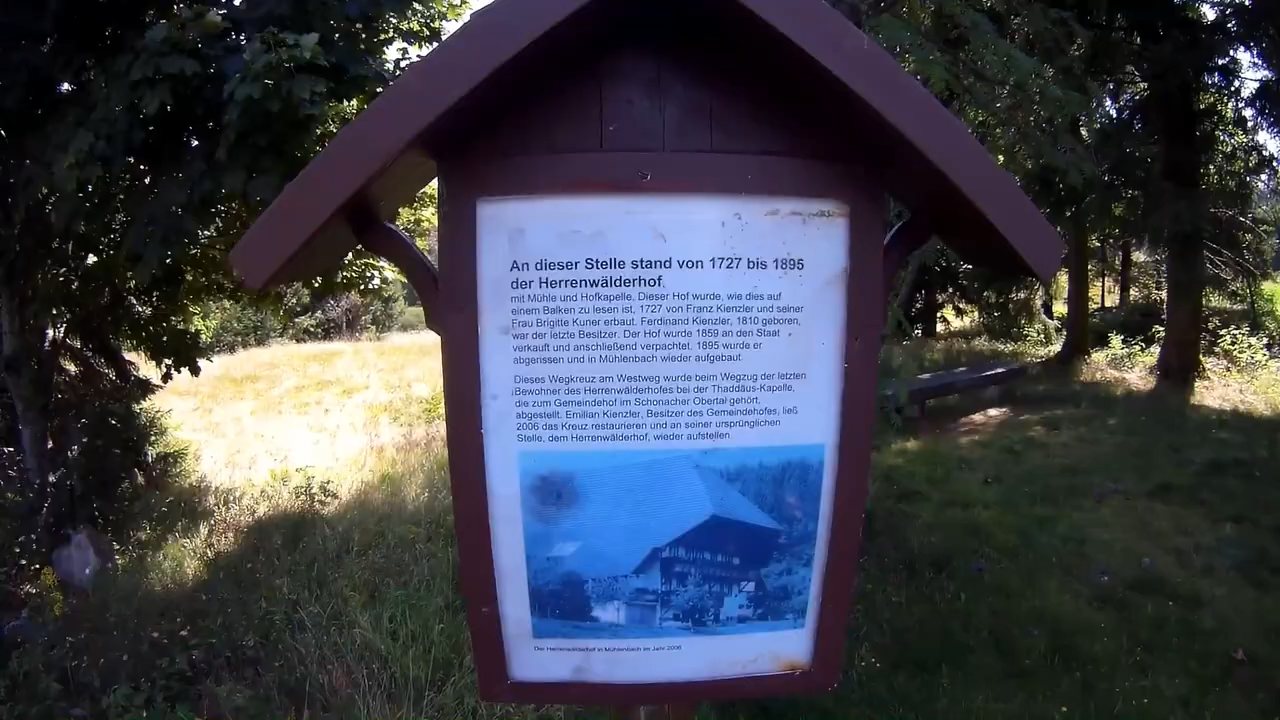 An dieser Stelle stand von 1727 bis 1895
der Herrenwälderhof,
mit Mühle und Hofkapelle. Dieser Hof wurde, wie dies auf
einem Balken zu lesen ist, 1727 von Franz Kienzler und seiner
Frau Brigitte Kuner erbaut. Ferdinand Kienzler, 1810 geboren,
war der letzte Besitzer. Der Hof wurde 1859 an den Staat
verkauft und anschließend verpachtet. 1895 wurde er
abgerissen und in Mühlenbach wieder aufgebaut.
Dieses Wegkreuz am Westweg wurde beim Wegzug der letzten
Bewohner des Herrenwälderhofes bei der Thaddäus-Kapelle,
die zum Gemeindehof im Schonacher Obertal gehört,
abgestellt. Emilian Kienzler, Besitzer des Gemeindehofes, ließ
2006 das Kreuz restaurieren und an seiner ursprünglichen
Stelle, dem Herrenwälderhof, wieder aufstellen.
Der Herrenwälderhof in Mühlenbach im Jahr 2006